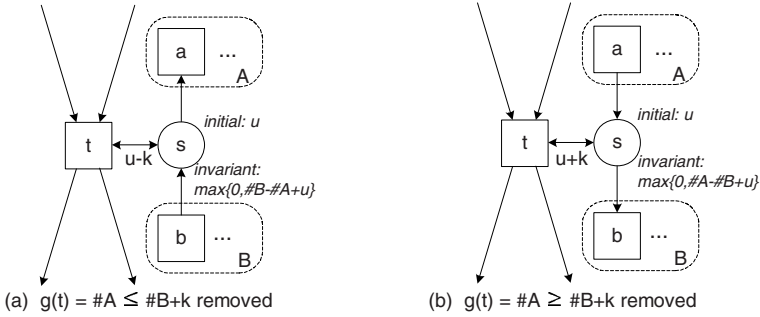 a
...
A
initial: u
t
u-k
s
invariant:
max{0,#B-#A+u}
b
...
B
(a) g(t) = #A ≤ #B+k removed
a
...
A
initial: u
t
u+k
s
invariant:
max{0,#A-#B+u}
b
...
B
(b) g(t) = #A ≥ #B+k removed